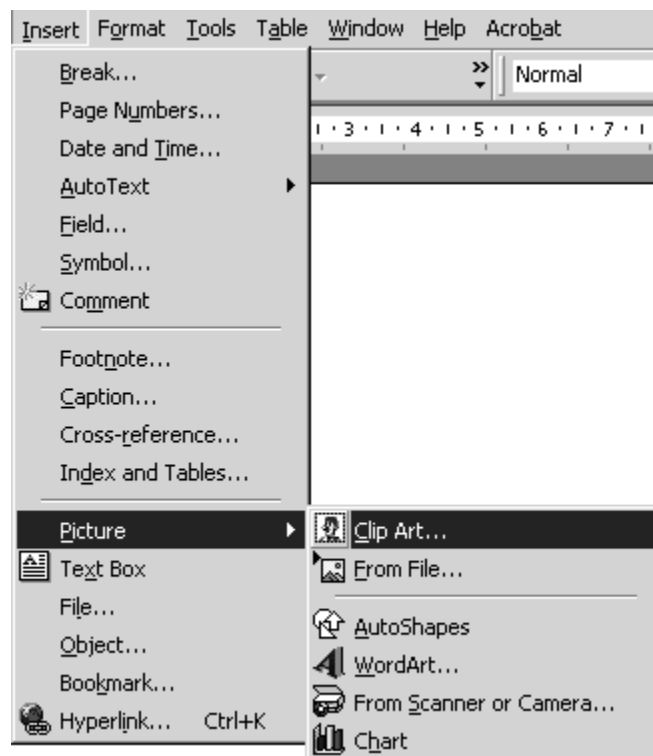 Insert Format Tools Table Window Help Acrobat
Break...
Normal
Page Numbers...
3 4 5 6 7
Date and Time...
AutoText
Field...
Symbol...
Comment
Footnote...
Caption...
Cross-reference...
Index and Tables...
Picture
Clip Art...
Text Box
From File...
File...
AutoShapes
Object...
WordArt...
Bookmark...
From Scanner or Camera...
Hyperlink... Ctrl+K
Chart